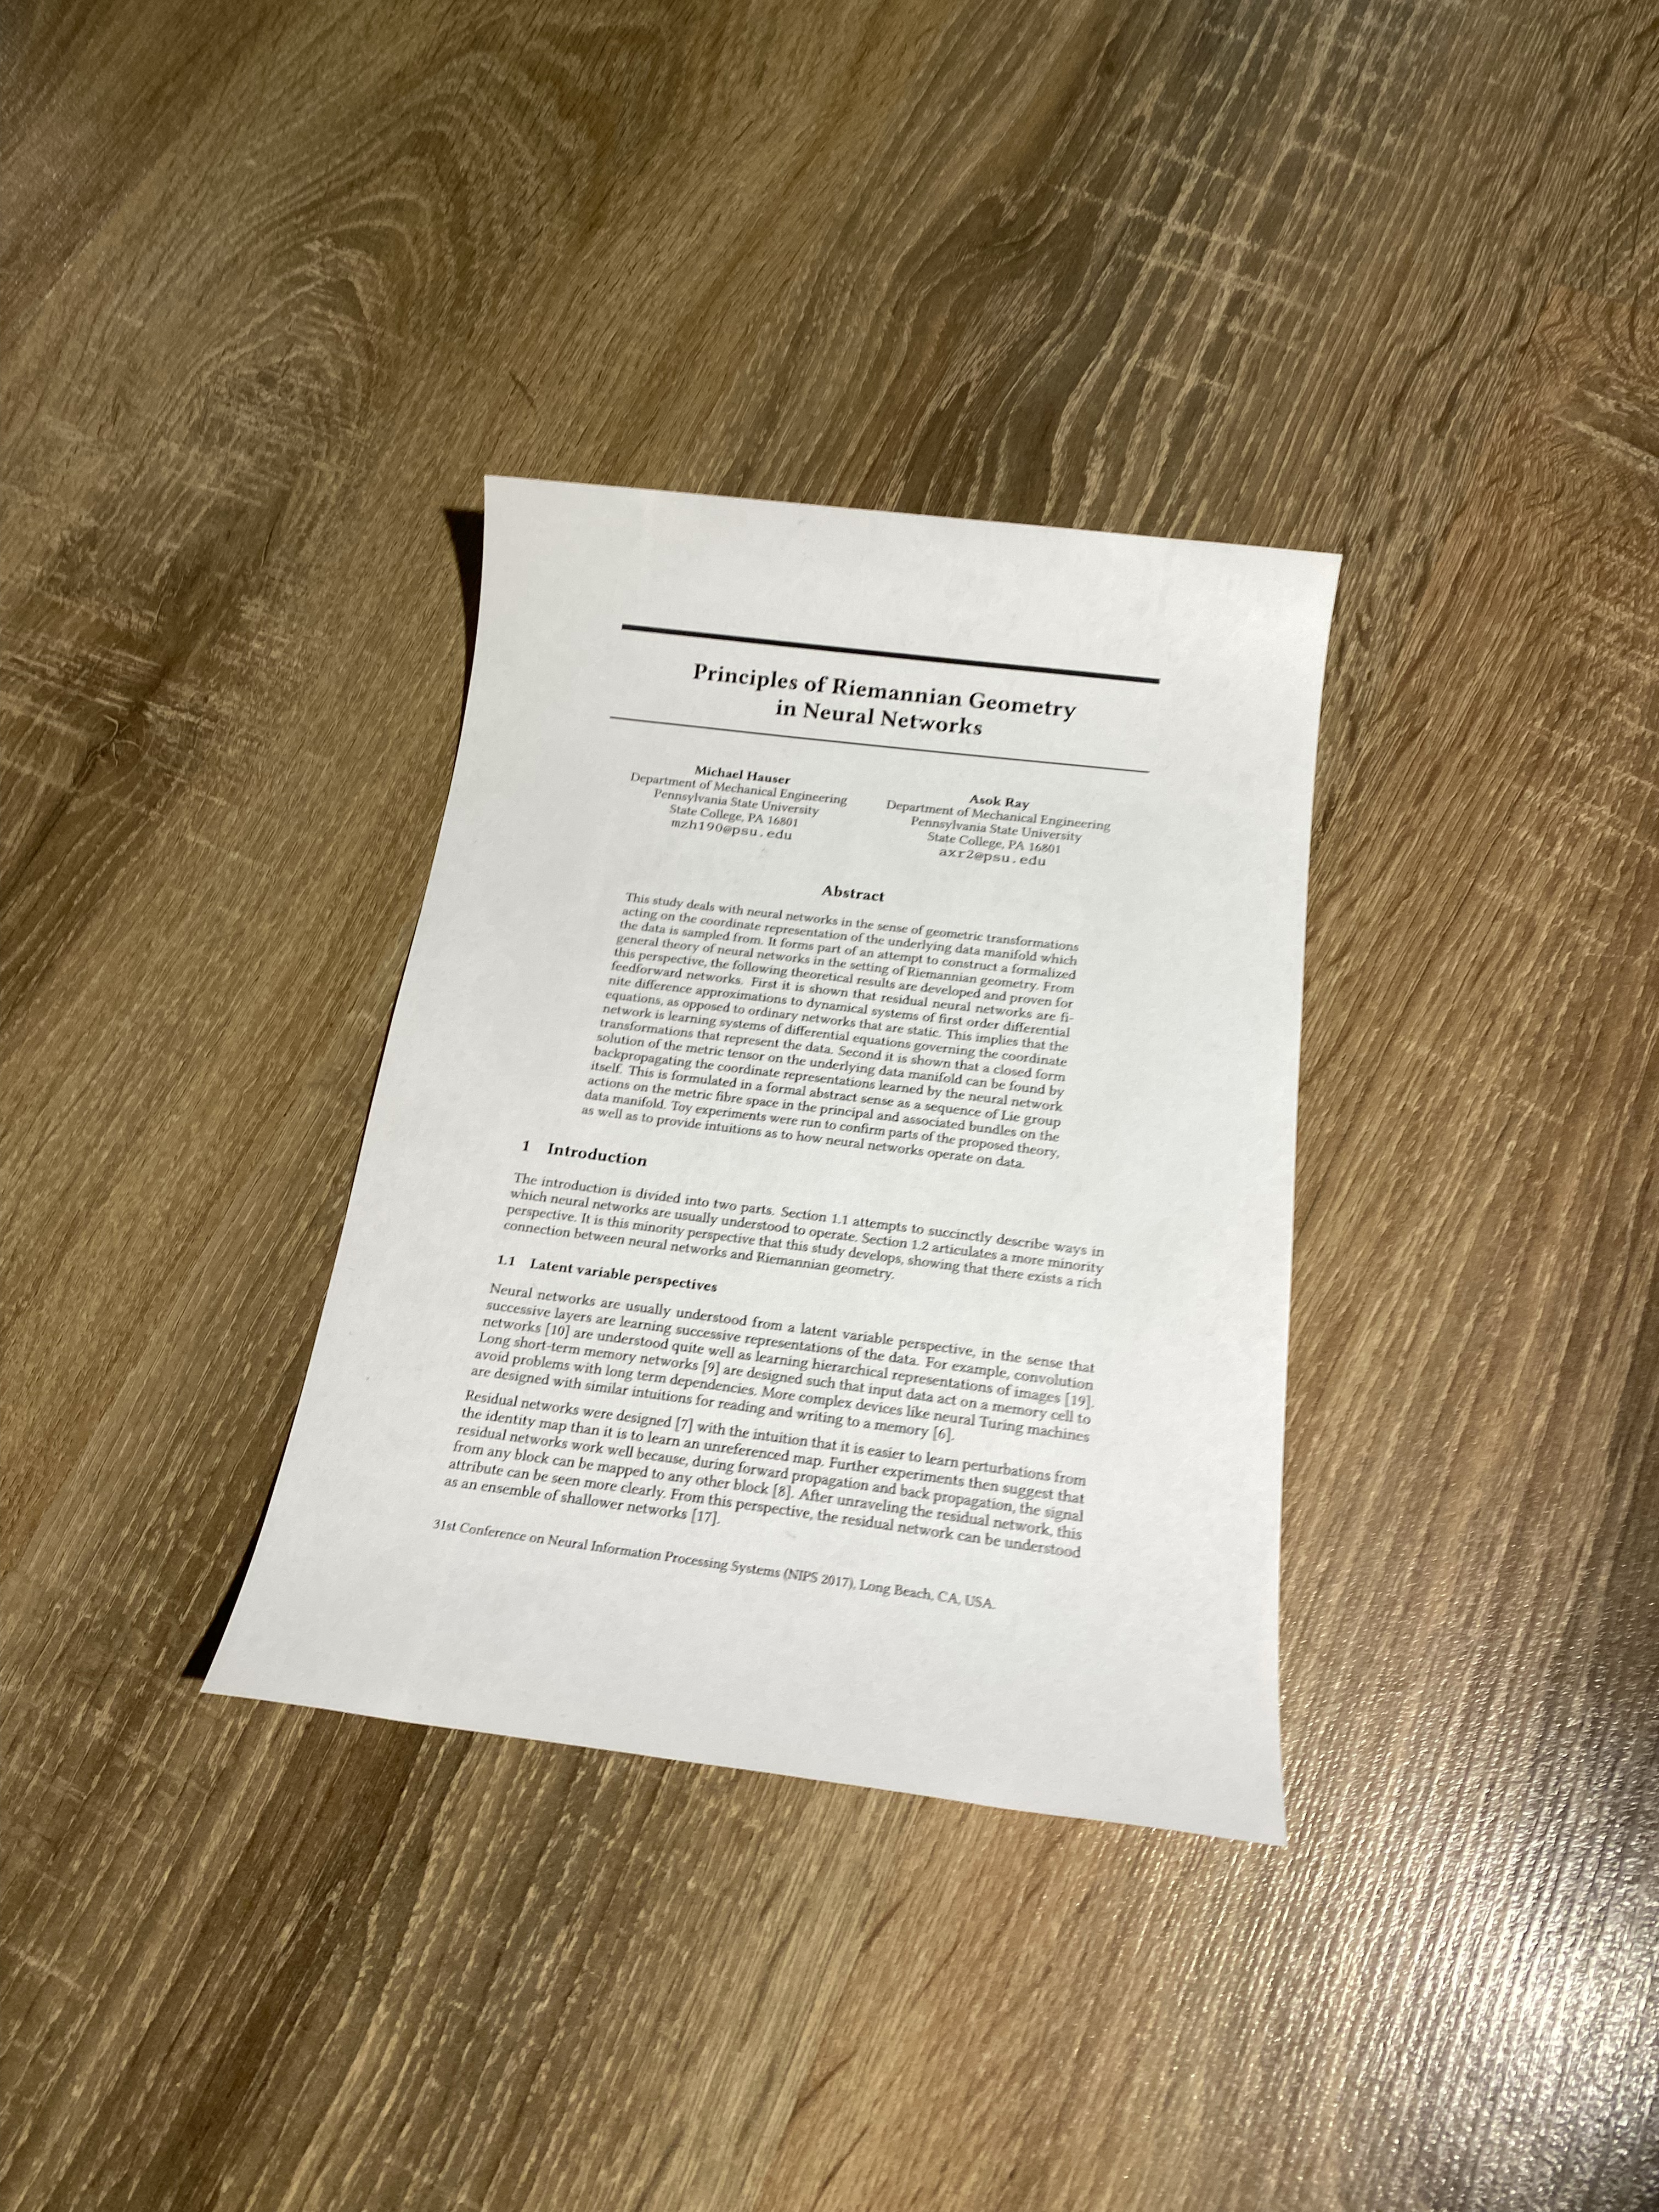 Principles of Riemannian Geometry
in Neural Networks
Michael Hauser
Department of Mechanical Engineering
Pennsylvania State University
State College, PA 16801
mzh190@psu.edu
Asok Ray
Department of Mechanical Engineering
Pennsylvania State University
State College, PA 16801
axr2@psu.edu
Abstract
This study deals with neural networks in the sense of geometric transformations
acting on the coordinate representation of the underlying data manifold which
the data is sampled from. It forms part of an attempt to construct a formalized
general theory of neural networks in the setting of Riemannian geometry. From
this perspective, the following theoretical results are developed and proven for
feedforward networks. First it is shown that residual neural networks are fi-
nite difference approximations to dynamical systems of first order differential
equations, as opposed to ordinary networks that are static. This implies that the
network is learning systems of differential equations governing the coordinate
transformations that represent the data. Second it is shown that a closed form
solution of the metric tensor on the underlying data manifold can be found by
backpropagating the coordinate representations learned by the neural network
itself. This is formulated in a formal abstract sense as a sequence of Lie group
actions on the metric fibre space in the principal and associated bundles on the
data manifold. Toy experiments were run to confirm parts of the proposed theory,
as well as to provide intuitions as to how neural networks operate on data.
1 Introduction
The introduction is divided into two parts. Section 1.1 attempts to succinctly describe ways in
which neural networks are usually understood to operate. Section 1.2 articulates a more minority
perspective. It is this minority perspective that this study develops, showing that there exists a rich
connection between neural networks and Riemannian geometry.
1.1 Latent variable perspectives
Neural networks are usually understood from a latent variable perspective, in the sense that
successive layers are learning successive representations of the data. For example, convolution
networks [10] are understood quite well as learning hierarchical representations of images [19].
Long short-term memory networks [9] are designed such that input data act on a memory cell to
avoid problems with long term dependencies. More complex devices like neural Turing machines
are designed with similar intuitions for reading and writing to a memory [6].
Residual networks were designed [7] with the intuition that it is easier to learn perturbations from
the identity map than it is to learn an unreferenced map. Further experiments then suggest that
residual networks work well because, during forward propagation and back propagation, the signal
from any block can be mapped to any other block [8]. After unraveling the residual network, this
attribute can be seen more clearly. From this perspective, the residual network can be understood
as an ensemble of shallower networks [17].
31st Conference on Neural Information Processing Systems (NIPS 2017), Long Beach, CA, USA.